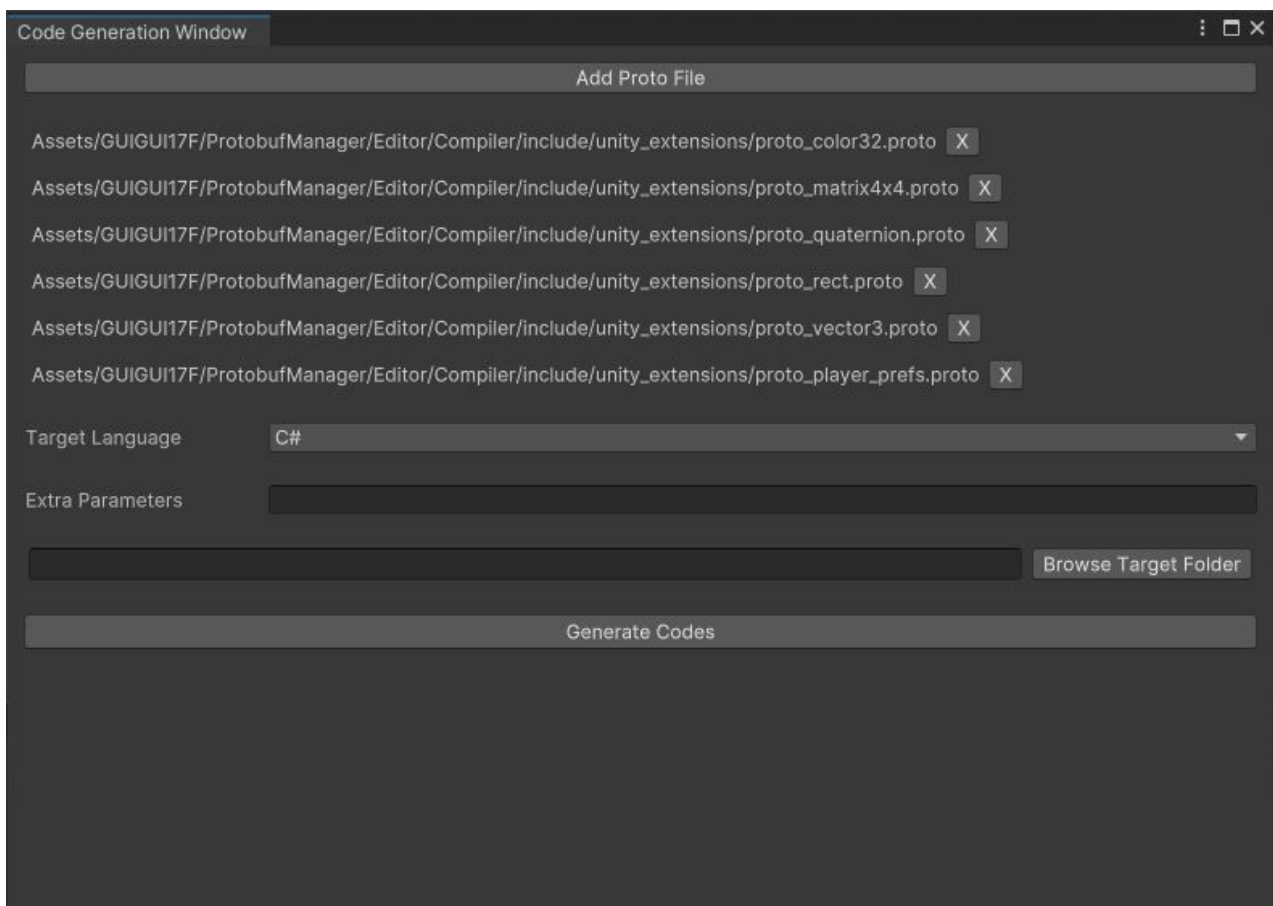 Code Generation Window
Add Proto File
Assets/GUIGUI17F/ProtobufManager/Editor/Compiler/include/unity_extensions/proto_color32.proto X
Assets/GUIGUI17F/ProtobufManager/Editor/Compiler/include/unity_extensions/proto_matrix4x4.proto X
Assets/GUIGUI17F/ProtobufManager/Editor/Compiler/include/unity_extensions/proto_quaternion.proto X
Assets/GUIGUI17F/ProtobufManager/Editor/Compiler/include/unity_extensions/proto_rect.proto X
Assets/GUIGUI17F/ProtobufManager/Editor/Compiler/include/unity_extensions/proto_vector3.proto X
Assets/GUIGUI17F/ProtobufManager/Editor/Compiler/include/unity_extensions/proto_player_prefs.proto X
Target Language C#
Extra Parameters
Browse Target Folder
Generate Codes